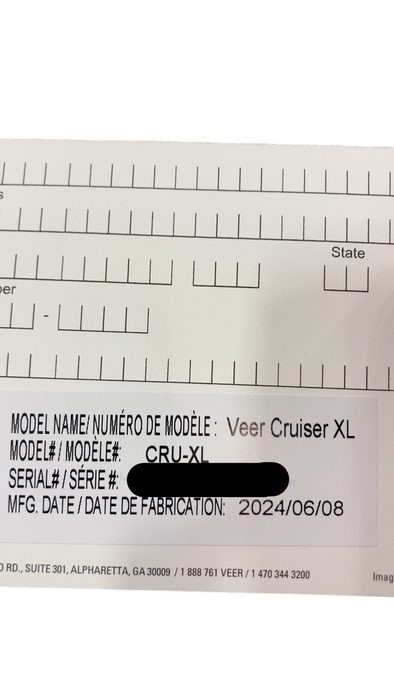 State
-
MODEL NAME/ NUMÉRO DE MODÈLE : Veer Cruiser XL
MODEL# / MODÈLE#: CRU-XL
SERIAL# / SÉRIE #:
MFG. DATE / DATE DE FABRICATION: 2024/06/08
RD., SUITE 301, ALPHARETTA, GA 30009 / 1 888 761 VEER / 1 470 344 3200